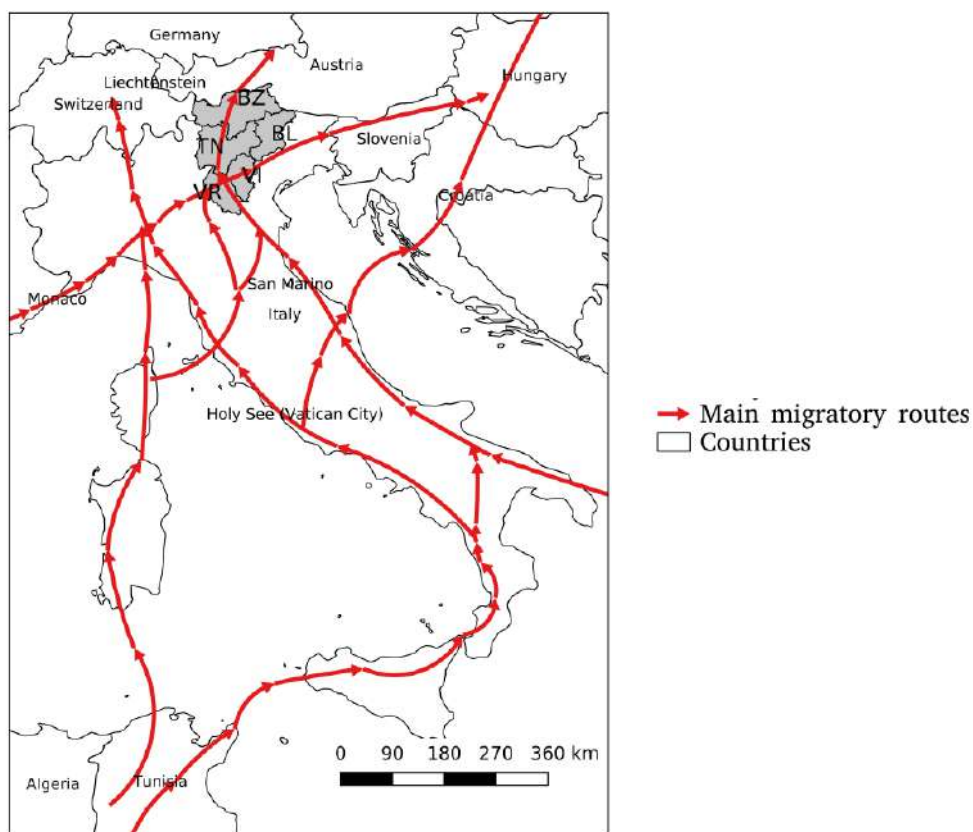 Germany
Austria
Liechtenstein
Switzerland
Hungary
BZ
BL
TN
Slovenia
VI
VR
Croatia
Monaco
San Marino
Italy
Holy See (Vatican City)
Main migratory routes
Countries
0 90 180 270 360 km
Algeria
Tunisia